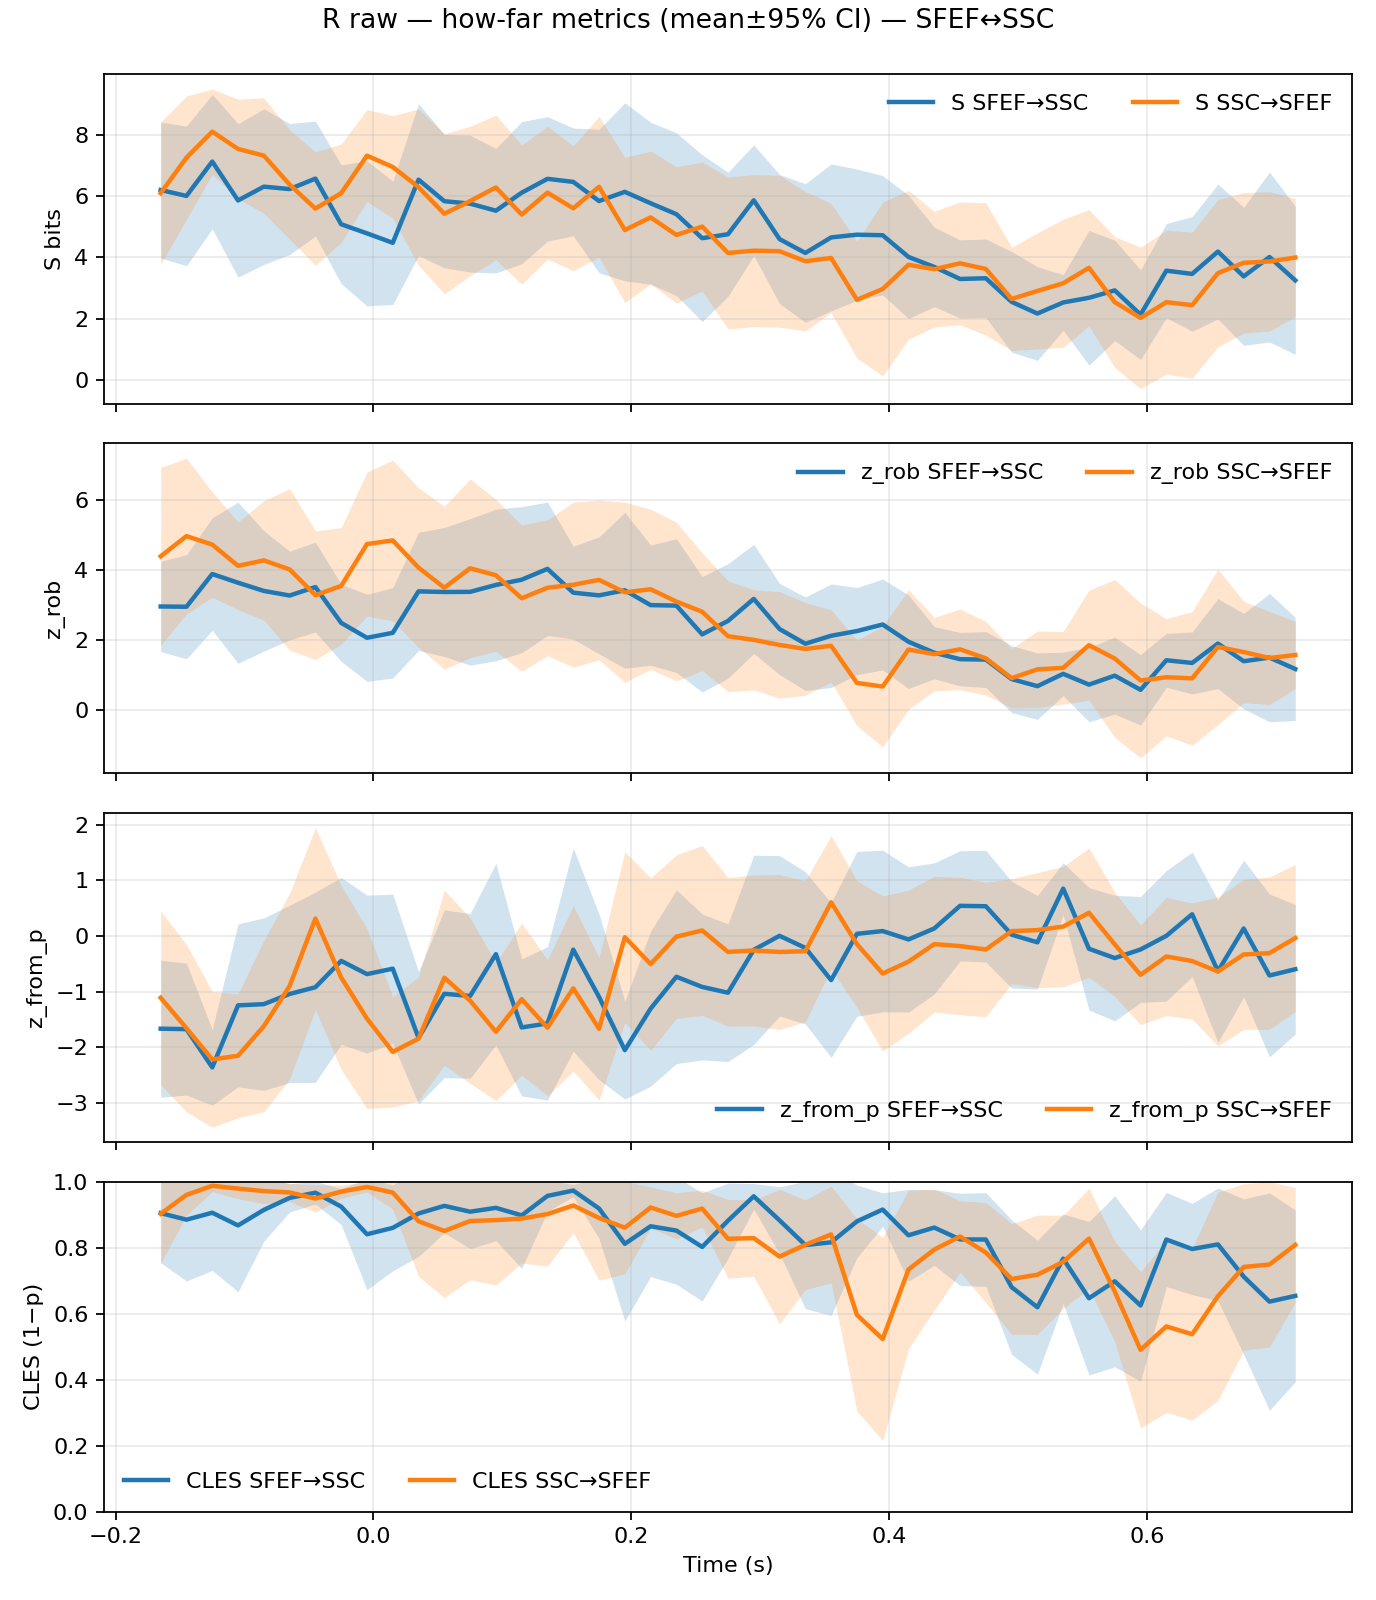 R raw — how-far metrics (mean±95% CI) — SFEF↔SSC
S SFEF→SSC S SSC→SFEF
S bits
8
6
4
2
0
z_rob SFEF→SSC z_rob SSC→SFEF
z_rob
6
4
2
0
z_from_p
2
1
0
−1
−2
−3
z_from_p SFEF→SSC z_from_p SSC→SFEF
CLES (1−p)
1.0
0.8
0.6
0.4
0.2
0.0
CLES SFEF→SSC CLES SSC→SFEF
−0.2 0.0 0.2 0.4 0.6
Time (s)